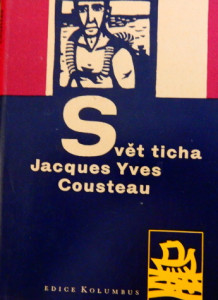 Svět ticha
Jacques Yves
Cousteau
EDICE KOLUMBUS